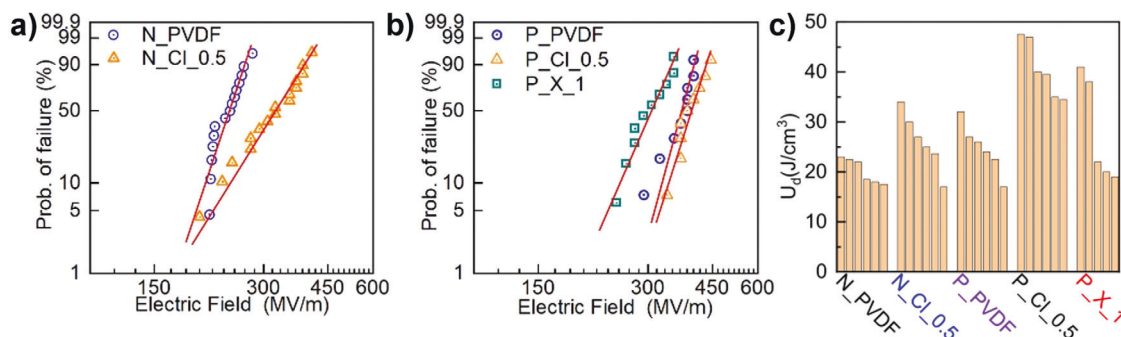 a)
99.9
99
90
50
10
5
1
Prob. of failure (%)
N_PVDF
N_Cl_0.5
150 300 450 600
Electric Field (MV/m)
b)
99.9
99
90
50
10
5
1
Prob. of failure (%)
P_PVDF
P_Cl_0.5
P_X_1
150 300 450 600
Electric Field (MV/m)
c)
50
40
30
20
10
0
U_d(J/cm³)
N_PVDF
N_Cl_0.5
P_PVDF
P_Cl_0.5
P_X_1